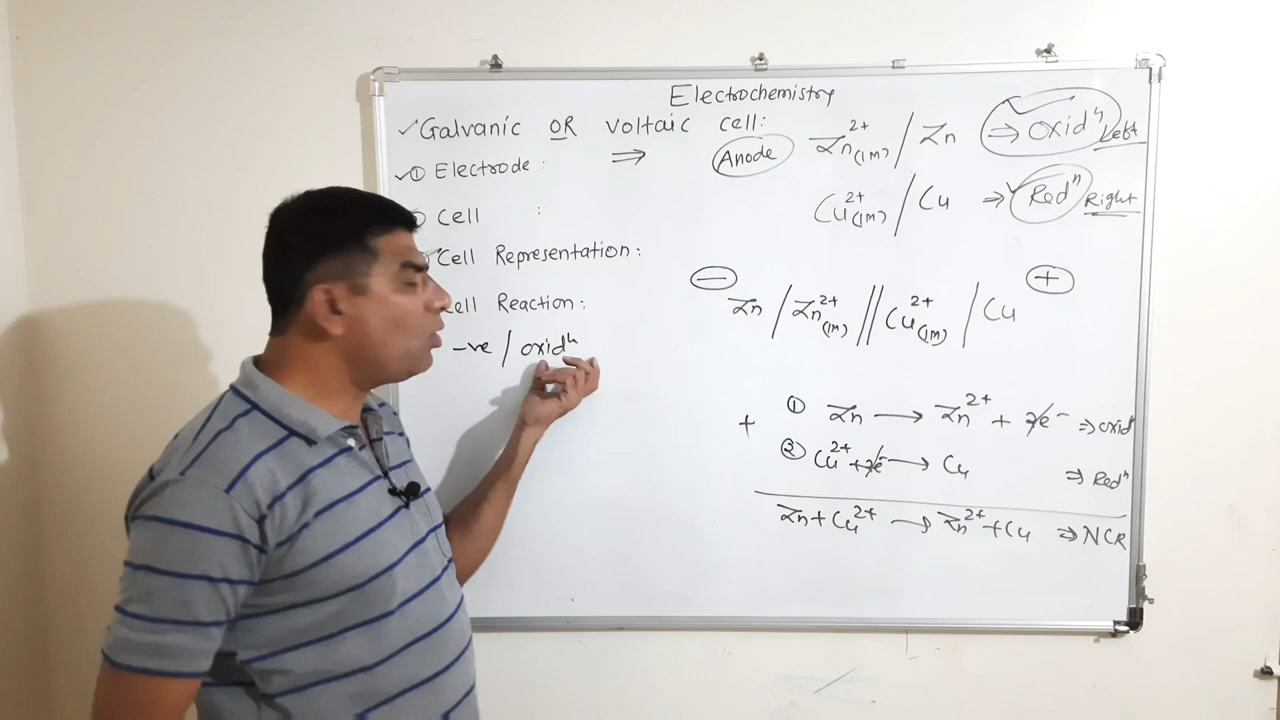 Electrochemistry
✓Galvanic OR Voltaic cell:
✓① Electrode :
Cell :
Cell Representation:
Cell Reaction:
-ve / oxidⁿ
⇒ Anode Zn²⁺(1M) / Zn ⇒ Oxidⁿ Left
Cu²⁺(1M) / Cu ⇒ Redⁿ Right
− +
Zn / Zn²⁺(1M) // Cu²⁺(1M) / Cu
① Zn → Zn²⁺ + 2e⁻ ⇒ oxid
+
② Cu²⁺ + 2e⁻ → Cu ⇒ Redⁿ
Zn + Cu²⁺ → Zn²⁺ + Cu ⇒ NCR